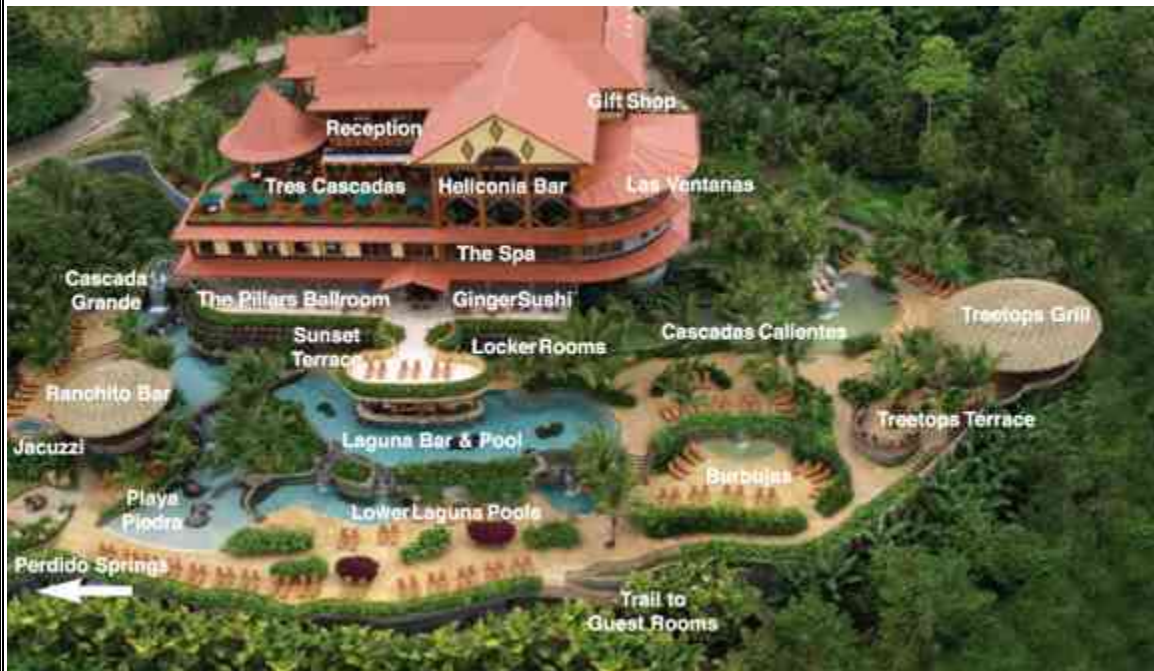 Gift Shop
Reception
Tres Cascadas
Heliconia Bar
Las Ventanas
The Spa
Cascada
Grande
The Pillars Ballroom
GingerSushi
Treetops Grill
Sunset
Terrace
Locker Rooms
Cascadas Calientes
Ranchito Bar
Treetops Terrace
Jacuzzi
Laguna Bar & Pool
Burbujas
Playa
Piedra
Lower Laguna Pools
Perdido Springs
Trail to
Guest Rooms